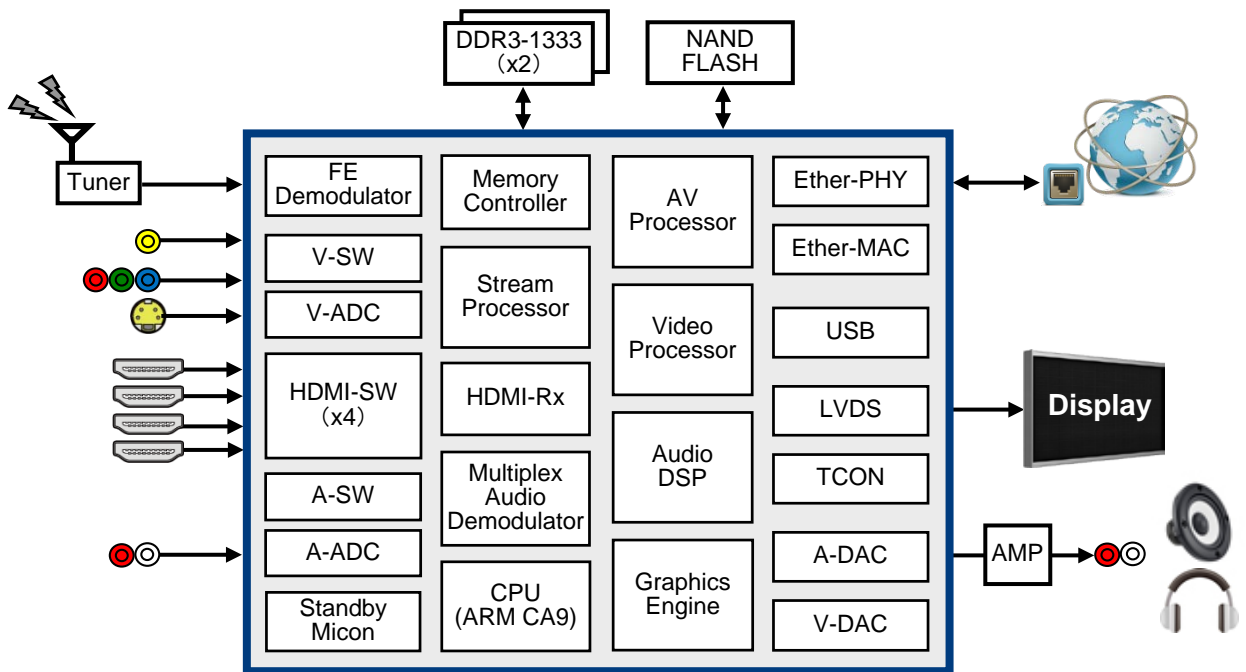 DDR3-1333
（x2）
NAND
FLASH
Tuner
FE
Demodulator
V-SW
V-ADC
HDMI-SW
（x4）
A-SW
A-ADC
Standby
Micon
Memory
Controller
Stream
Processor
HDMI-Rx
Multiplex
Audio
Demodulator
CPU
(ARM CA9)
AV
Processor
Video
Processor
Audio
DSP
Graphics
Engine
Ether-PHY
Ether-MAC
USB
LVDS
TCON
A-DAC
V-DAC
Display
AMP